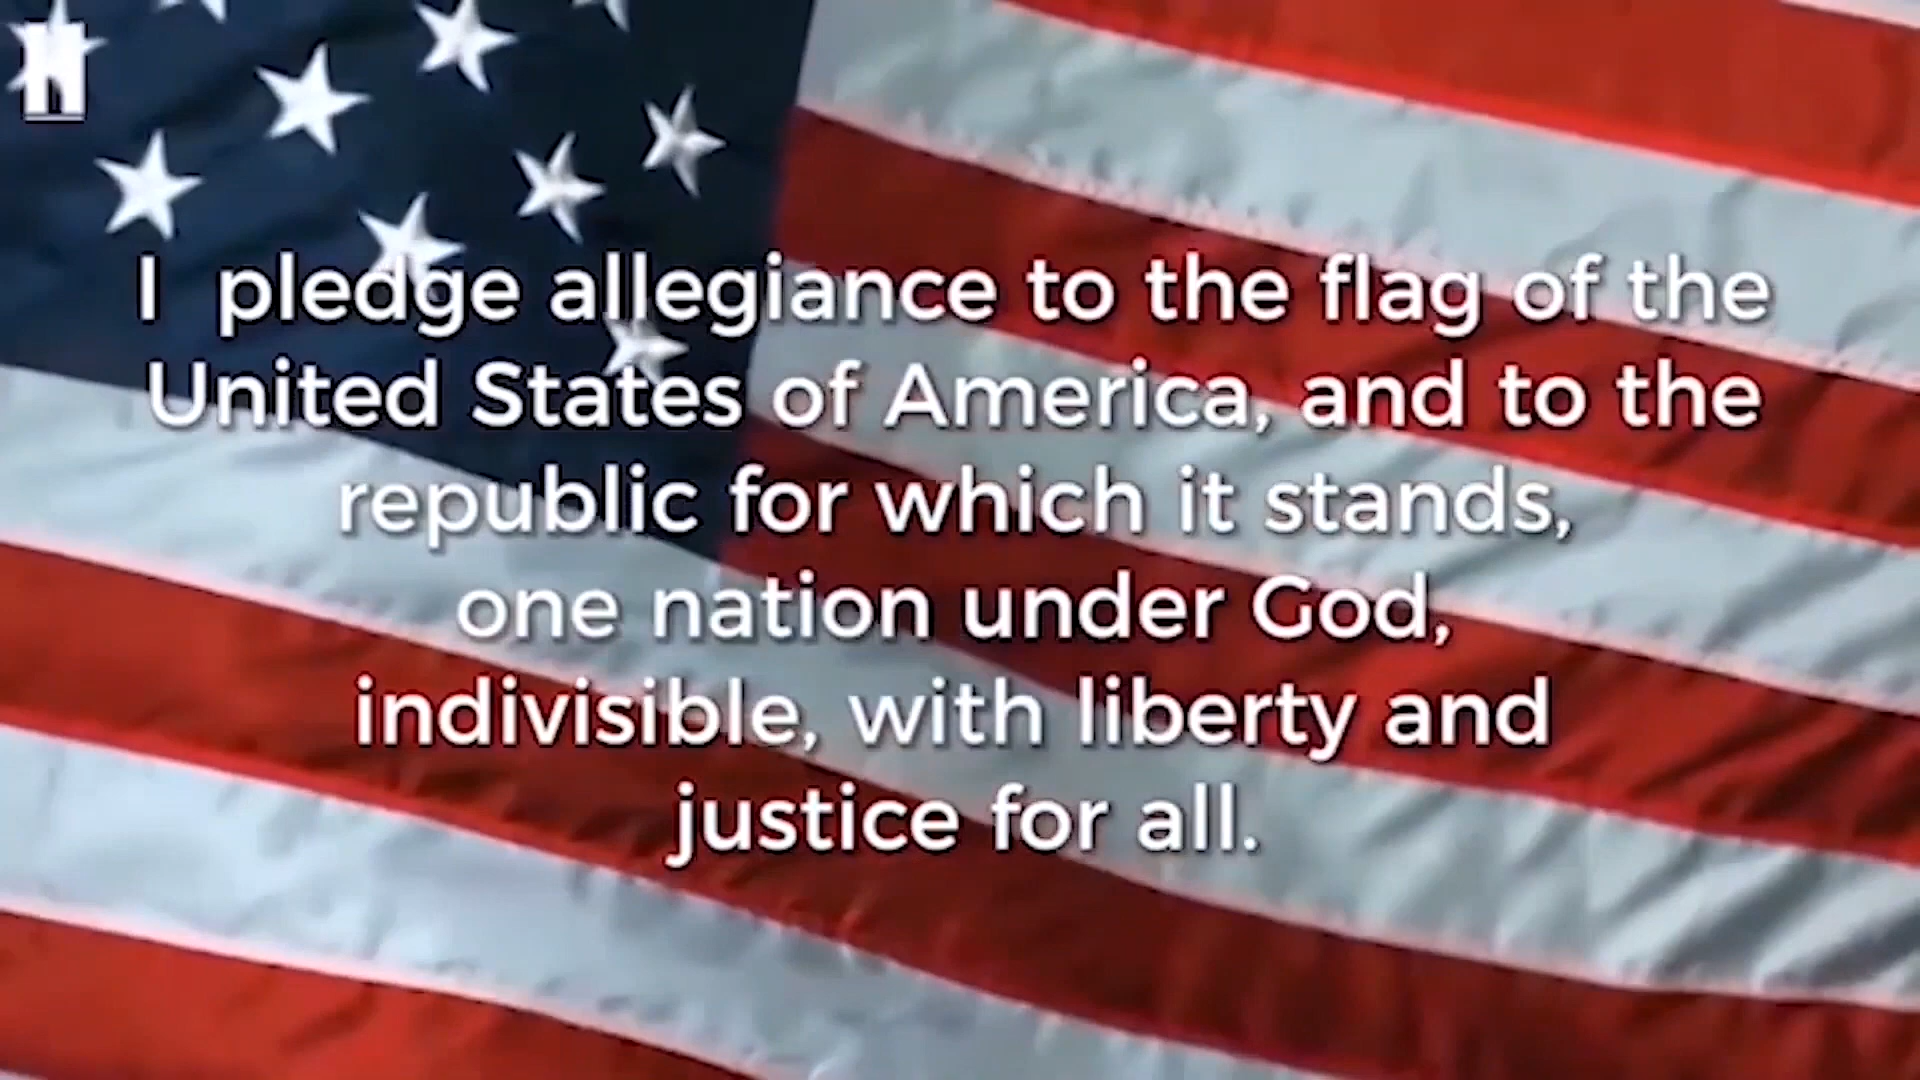 H
I pledge allegiance to the flag of the
United States of America, and to the
republic for which it stands,
one nation under God,
indivisible, with liberty and
justice for all.